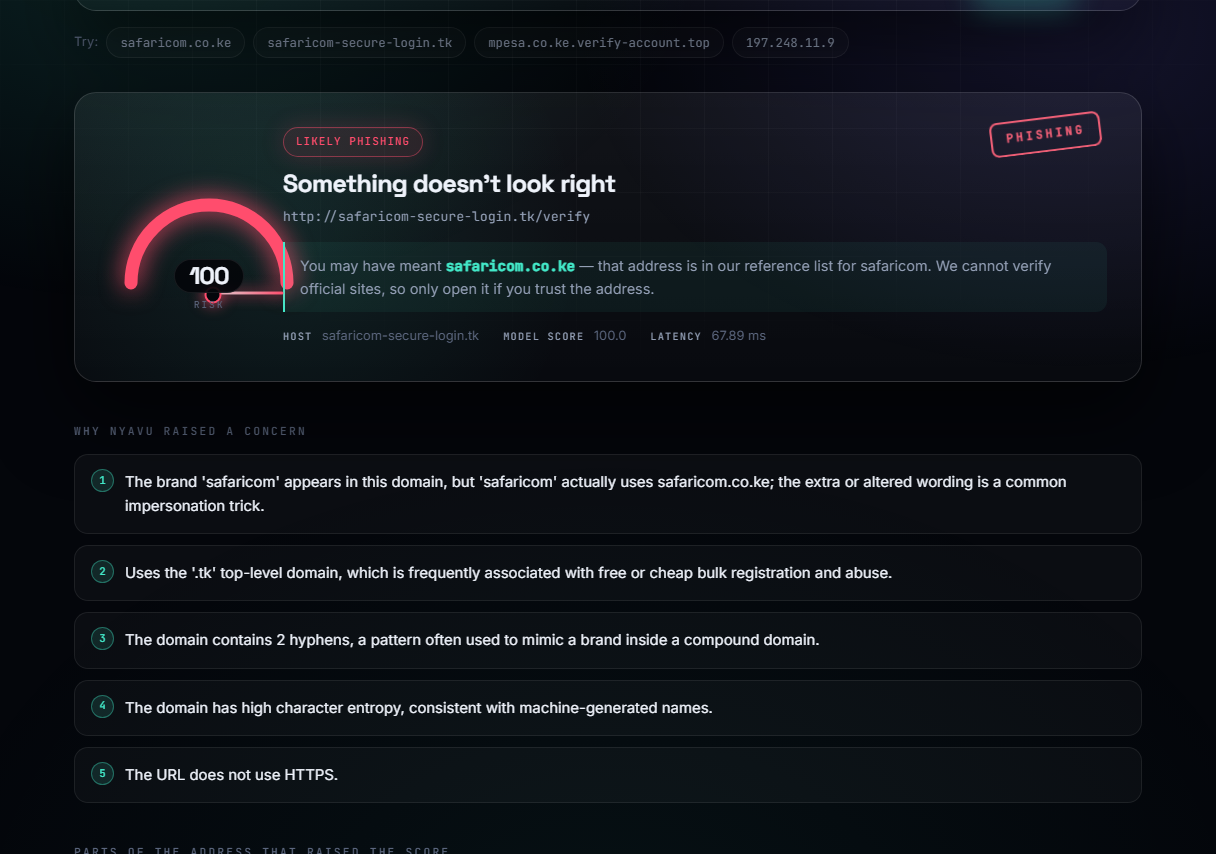 Try: safaricom.co.ke safaricom-secure-login.tk mpesa.co.ke.verify-account.top 197.248.11.9
LIKELY PHISHING
PHISHING
Something doesn’t look right
http://safaricom-secure-login.tk/verify
100
RISK
You may have meant safaricom.co.ke — that address is in our reference list for safaricom. We cannot verify
official sites, so only open it if you trust the address.
HOST safaricom-secure-login.tk MODEL SCORE 100.0 LATENCY 67.89 ms
WHY NYAVU RAISED A CONCERN
1 The brand 'safaricom' appears in this domain, but 'safaricom' actually uses safaricom.co.ke; the extra or altered wording is a common
impersonation trick.
2 Uses the '.tk' top-level domain, which is frequently associated with free or cheap bulk registration and abuse.
3 The domain contains 2 hyphens, a pattern often used to mimic a brand inside a compound domain.
4 The domain has high character entropy, consistent with machine-generated names.
5 The URL does not use HTTPS.
PARTS OF THE ADDRESS THAT RAISED THE SCORE